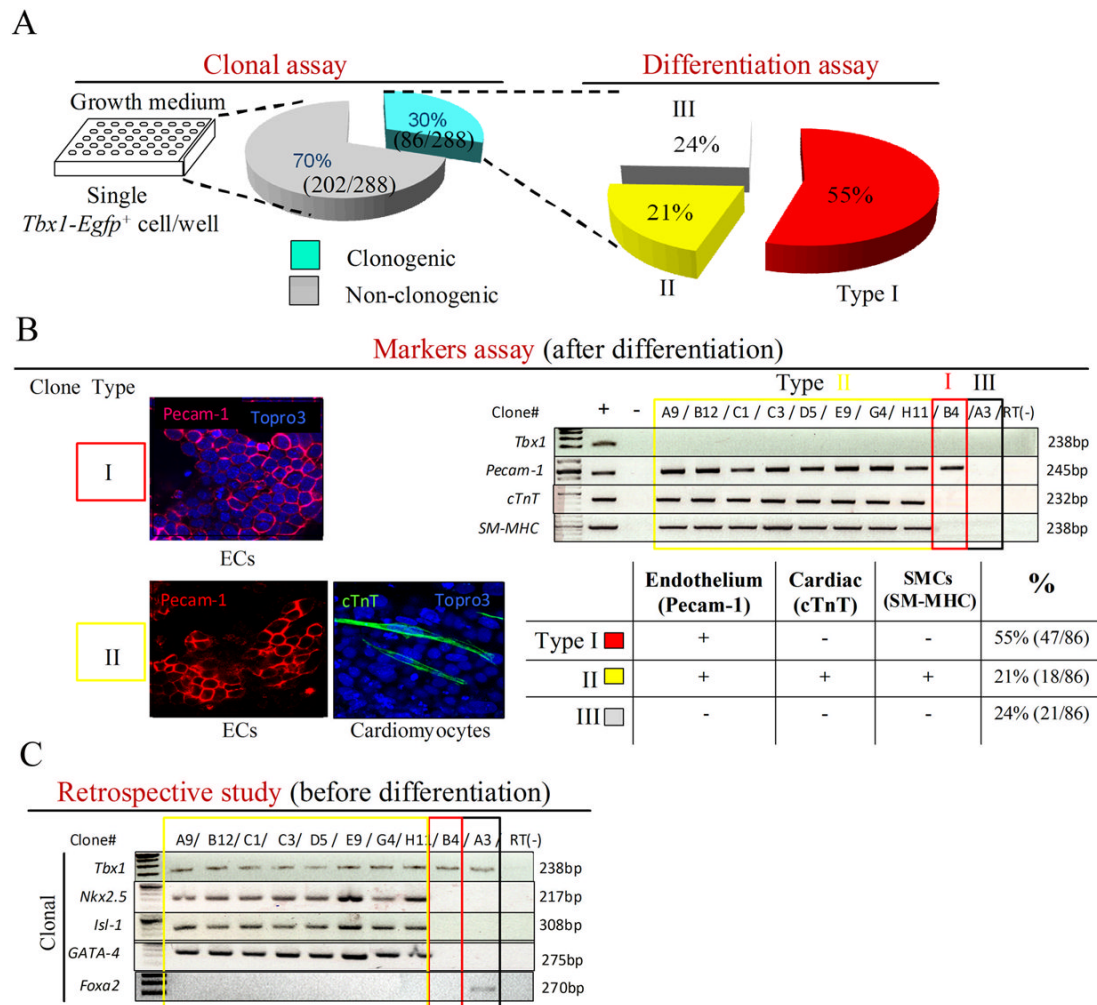 A
Clonal assay
Differentiation assay
Growth medium
Single
Tbx1-Egfp+ cell/well
70%
(202/288)
30%
(86/288)
Clonogenic
Non-clonogenic
III
24%
21%
II
55%
Type I
B
Markers assay (after differentiation)
Clone Type
I
Pecam-1 Topro3
ECs
II
Pecam-1
ECs
cTnT Topro3
Cardiomyocytes
Type II I III
Clone# + - A9/ B12/ C1/ C3/ D5/ E9/ G4/ H11/ B4 /A3/RT(-)
Tbx1 238bp
Pecam-1 245bp
cTnT 232bp
SM-MHC 238bp
Endothelium (Pecam-1) Cardiac (cTnT) SMCs (SM-MHC) %
Type I + - - 55% (47/86)
II + + + 21% (18/86)
III - - - 24% (21/86)
C
Retrospective study (before differentiation)
Clone# A9/ B12/ C1/ C3/ D5/ E9/ G4/ H11/ B4 / A3 / RT(-)
Clonal
Tbx1 238bp
Nkx2.5 217bp
Isl-1 308bp
GATA-4 275bp
Foxa2 270bp